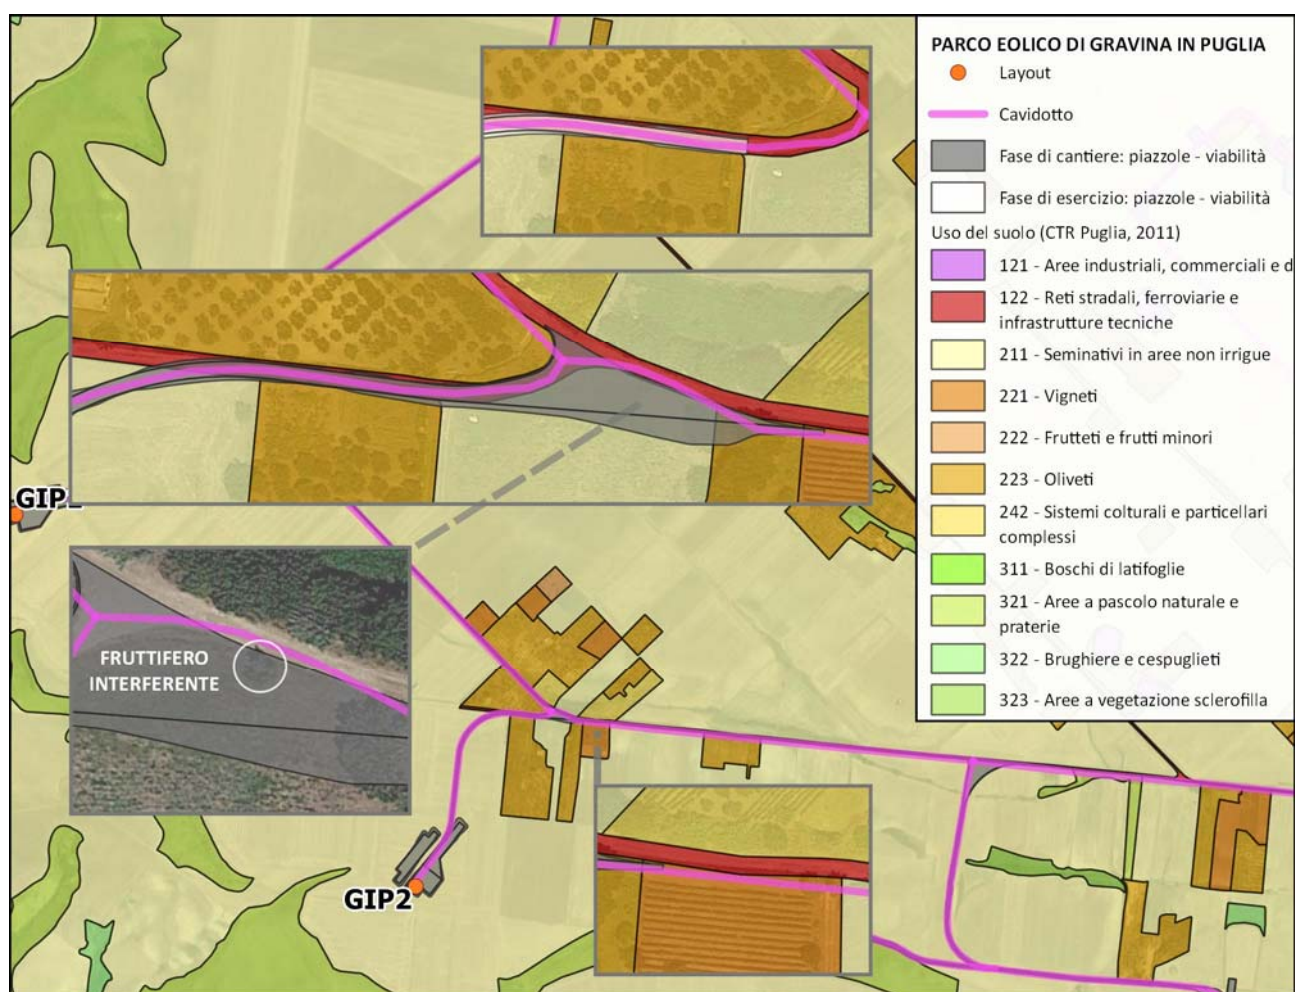 PARCO EOLICO DI GRAVINA IN PUGLIA
Layout
Cavidotto
Fase di cantiere: piazzole - viabilità
Fase di esercizio: piazzole - viabilità
Uso del suolo (CTR Puglia, 2011)
121 - Aree industriali, commerciali e d
122 - Reti stradali, ferroviarie e
infrastrutture tecniche
211 - Seminativi in aree non irrigue
221 - Vigneti
222 - Frutteti e frutti minori
223 - Oliveti
242 - Sistemi colturali e particellari
complessi
311 - Boschi di latifoglie
321 - Aree a pascolo naturale e
praterie
322 - Brughiere e cespuglieti
323 - Aree a vegetazione sclerofilla
GIP
FRUTTIFERO
INTERFERENTE
GIP2